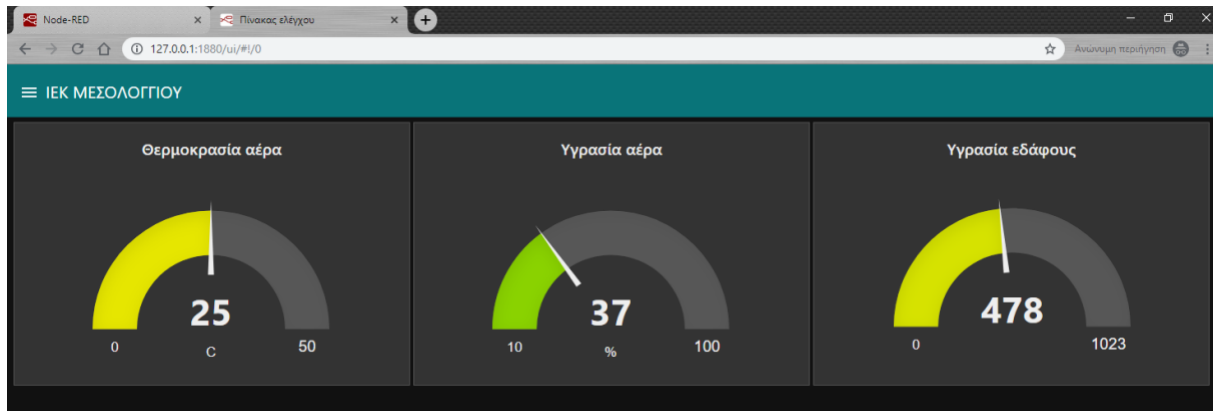 Node-RED
Πίνακας ελέγχου
127.0.0.1:1880/ui/#!/0
Ανώνυμη περιήγηση
ΙΕΚ ΜΕΣΟΛΟΓΓΙΟΥ
Θερμοκρασία αέρα
25
0
C
50
Υγρασία αέρα
37
10
%
100
Υγρασία εδάφους
478
0
1023